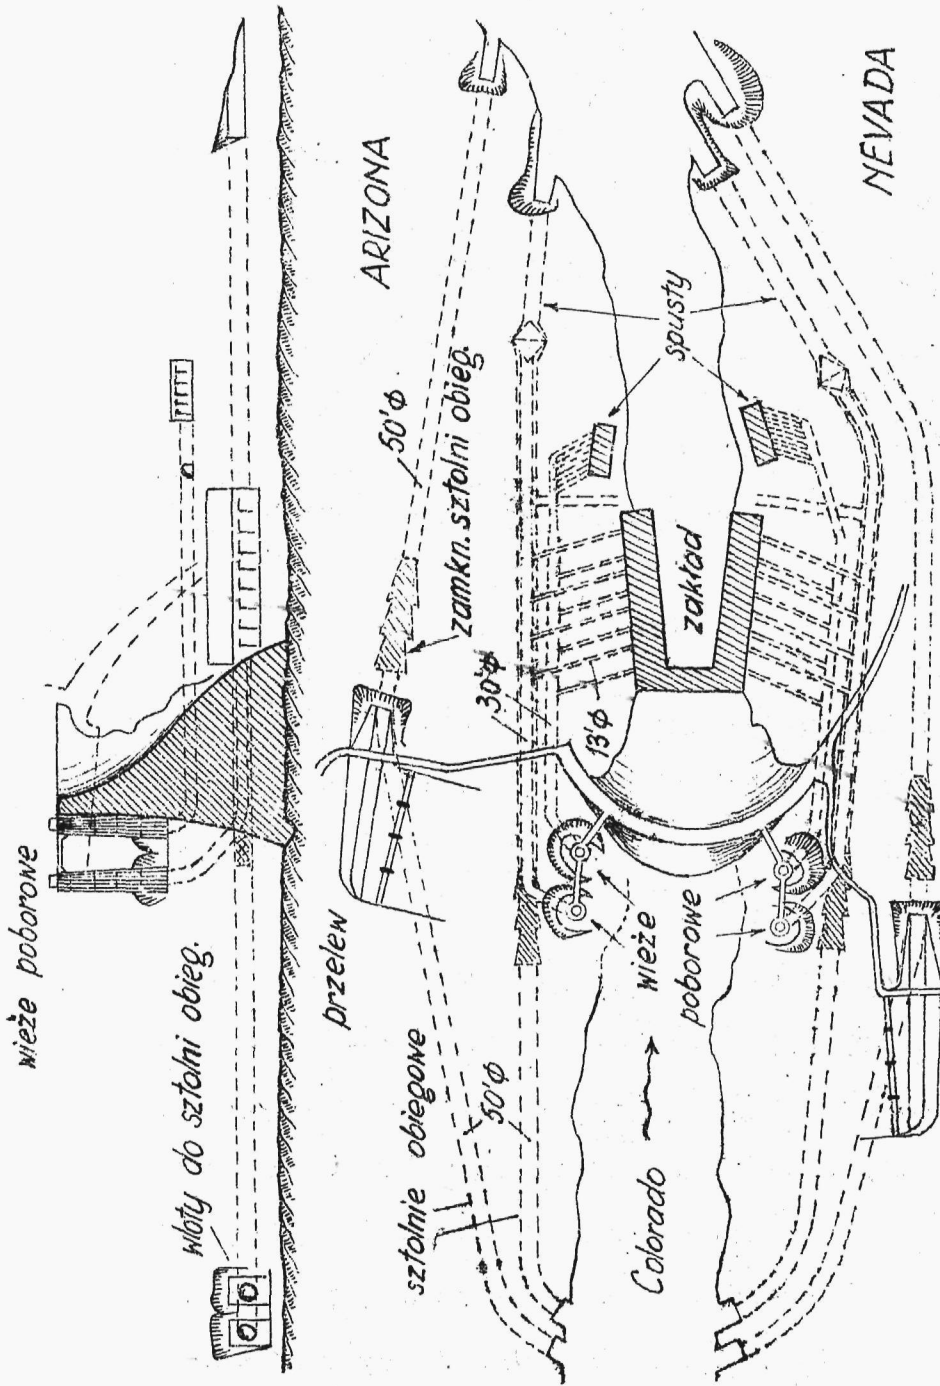 wieże poborowe
wloty do sztolni obieg.
ARIZONA
50'ϕ
zamkn. sztolni obieg.
30'ϕ
13'ϕ
przelew
sztolnie obiegowe
50'ϕ
spusty
zakład
wieże
poborowe
Colorado
NEVADA